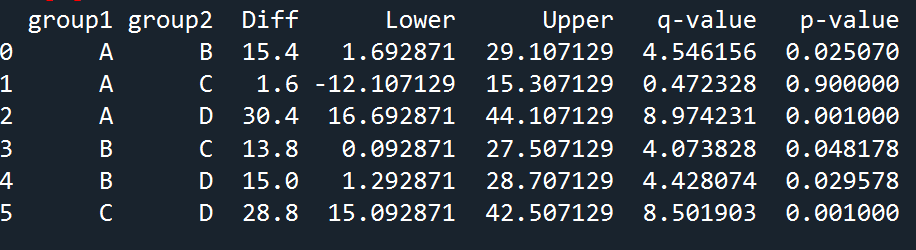 group1 group2 Diff Lower Upper q-value p-value
0 A B 15.4 1.692871 29.107129 4.546156 0.025070
1 A C 1.6 -12.107129 15.307129 0.472328 0.900000
2 A D 30.4 16.692871 44.107129 8.974231 0.001000
3 B C 13.8 0.092871 27.507129 4.073828 0.048178
4 B D 15.0 1.292871 28.707129 4.428074 0.029578
5 C D 28.8 15.092871 42.507129 8.501903 0.001000